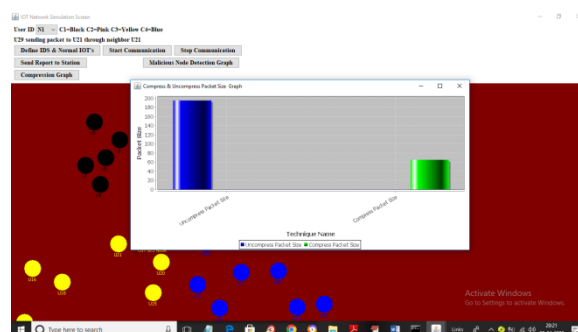 IOT Network Simulation Screen
User ID N1 C1=Black C2=Pink C3=Yellow C4=Blue
U29 sending packet to U21 through neighbor U21
Define IDS & Normal IOT's Start Communication Stop Communication
Send Report to Station Malicious Node Detection Graph
Compression Graph
Compress & Uncompress Packet Size Graph
200
180
160
140
120
100
80
60
40
20
0
Packet Size
Uncompress Packet Size
Compress Packet Size
Technique Name
Uncompress Packet Size Compress Packet Size
U21
U20
Activate Windows
Go to Settings to activate Windows.
Type here to search
Links
20:21